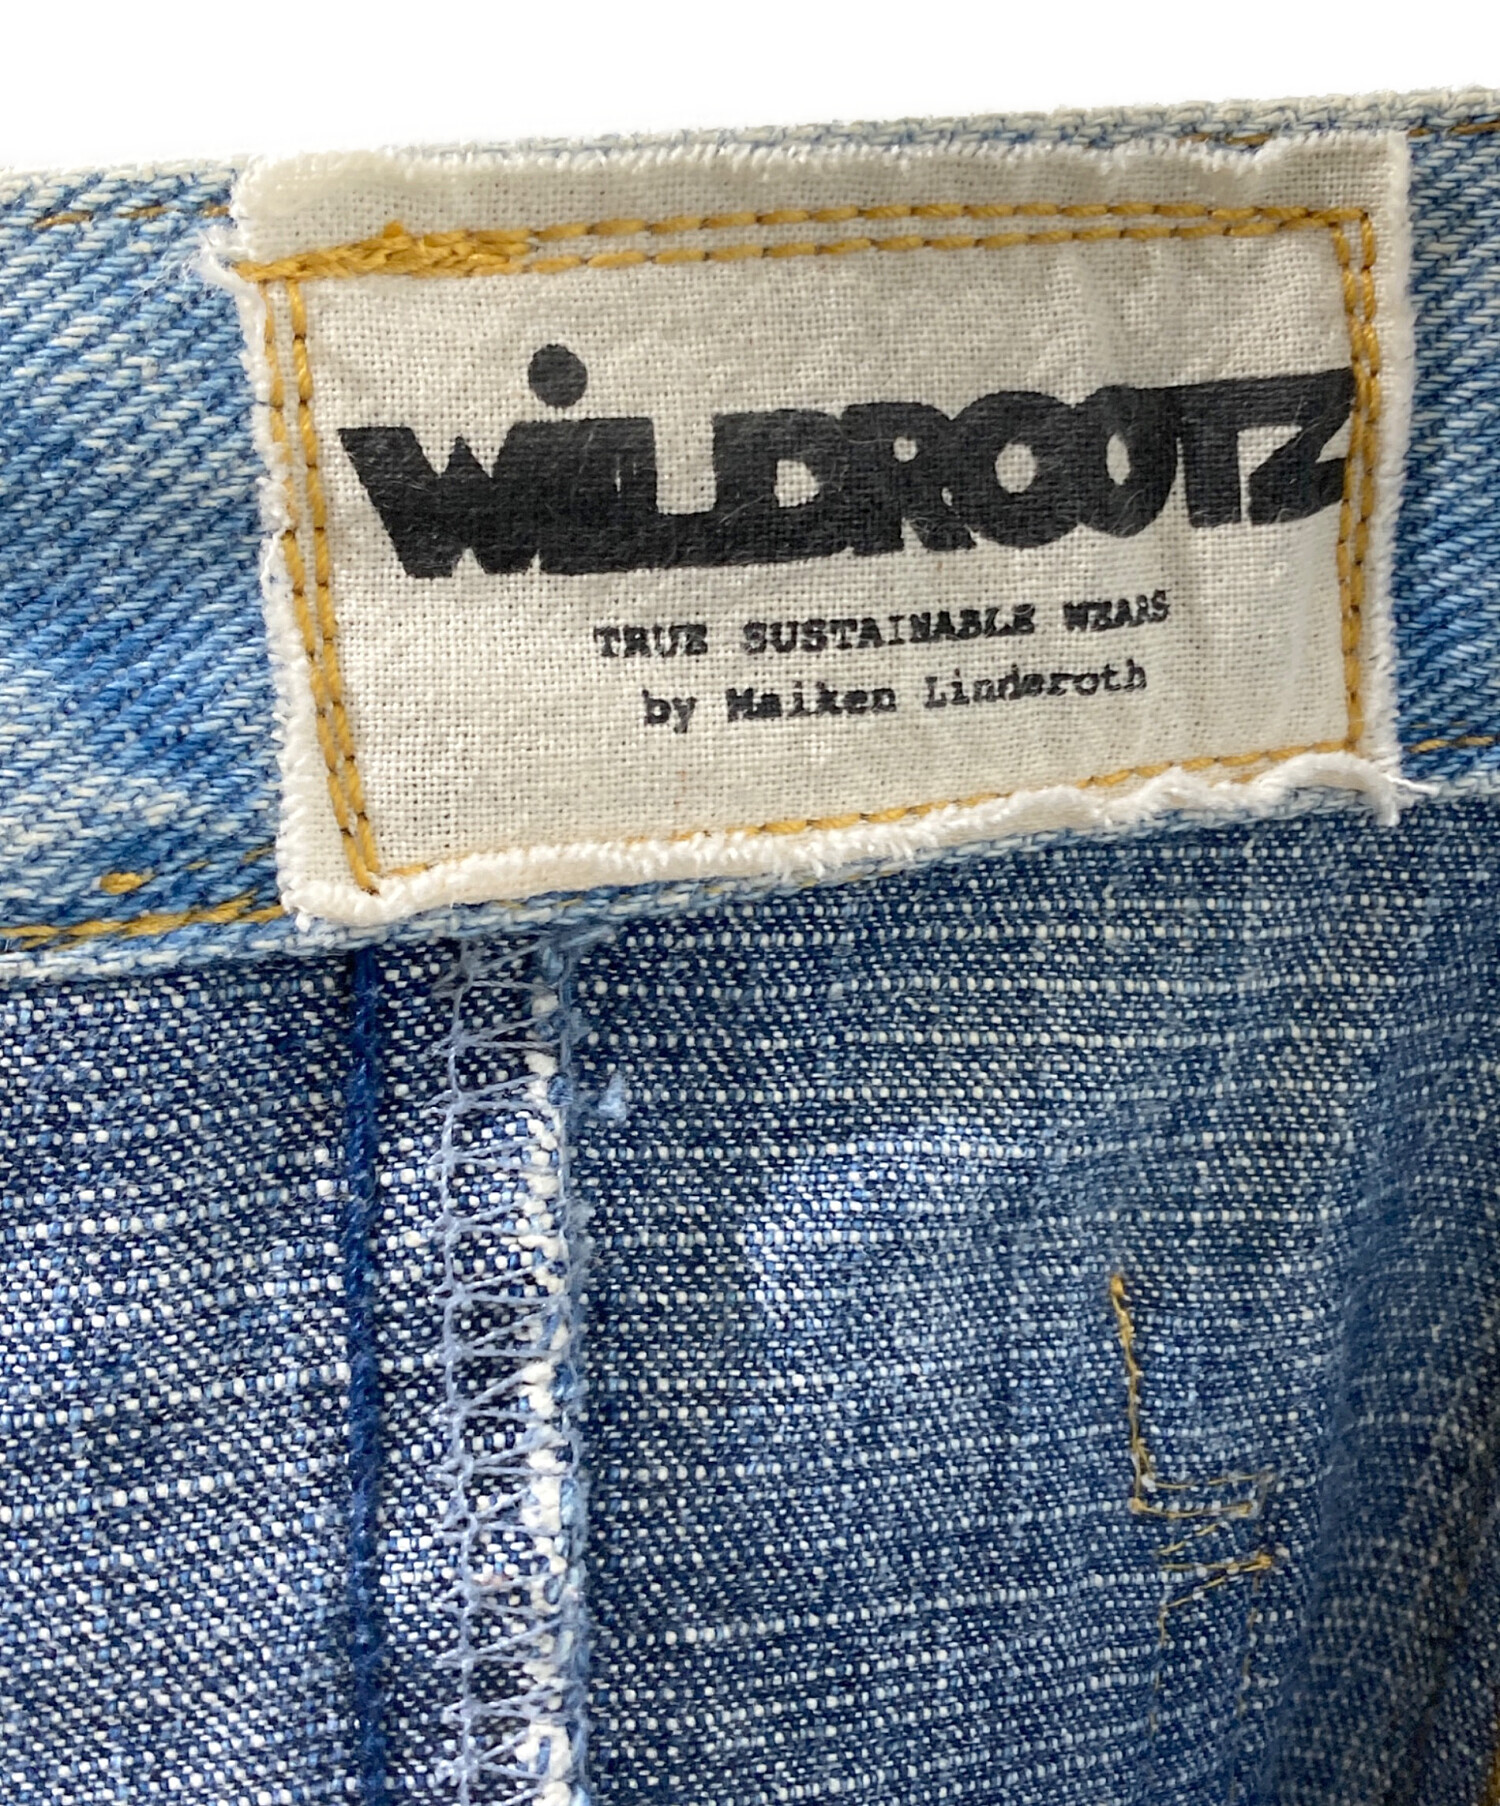 WiLDROOTZ
TRUE SUSTAINABLE WEARS
by Maiken Linderoth